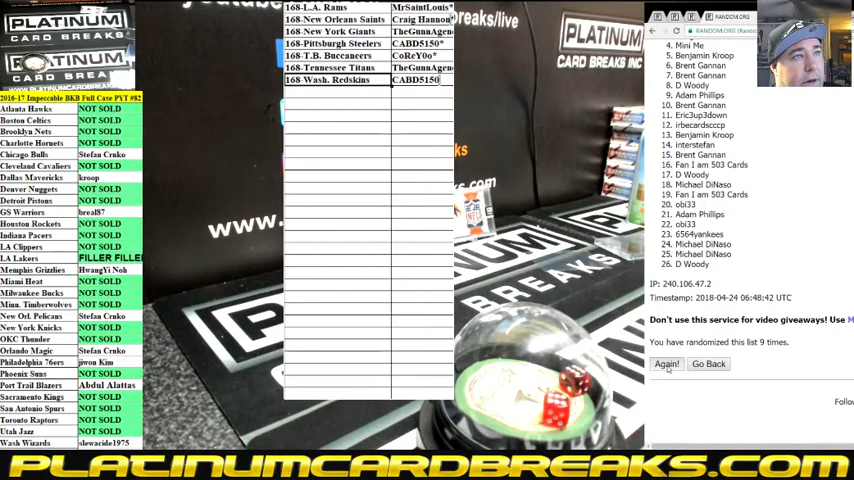 PLATINUM
CARD BREAKS
PLATINUM
CARD BREAKS
2016-17 Impeccable BKB Full Case PYT #82
Atlanta Hawks NOT SOLD
Boston Celtics NOT SOLD
Brooklyn Nets NOT SOLD
Charlotte Hornets NOT SOLD
Chicago Bulls Stefan Crnko
Cleveland Cavaliers NOT SOLD
Dallas Mavericks kroop
Denver Nuggets NOT SOLD
Detroit Pistons NOT SOLD
GS Warriors breal87
Houston Rockets NOT SOLD
Indiana Pacers NOT SOLD
LA Clippers NOT SOLD
LA Lakers FILLER FILLER
Memphis Grizzlies HwangYi Noh
Miami Heat NOT SOLD
Milwaukee Bucks NOT SOLD
Minn. Timberwolves NOT SOLD
New Orl. Pelicans Stefan Crnko
New York Knicks NOT SOLD
OKC Thunder NOT SOLD
Orlando Magic Stefan Crnko
Philadelphia 76ers jiwon Kim
Phoenix Suns NOT SOLD
Port Trail Blazers Abdul Alattas
Sacramento Kings NOT SOLD
San Antonio Spurs NOT SOLD
Toronto Raptors NOT SOLD
Utah Jazz NOT SOLD
Wash Wizards slewacide1975
168-L.A. Rams MrSaintLouis*
168-New Orleans Saints Craig Hannon
168-New York Giants TheGunnAgen
168-Pittsburgh Steelers CABD5150*
168-T.B. Buccaneers CoReY0o*
168-Tennessee Titans TheGunnAgen
168-Wash. Redskins CABD5150
breaks/live
www.
s.com
PLATINUM
BREAKS
RANDOM.ORG
4. Mini Me
5. Benjamin Kroop
6. Brent Gannan
7. Brent Gannan
8. D Woody
9. Adam Phillips
10. Brent Gannan
11. Eric3up3down
12. irbecardscccp
13. Benjamin Kroop
14. interstefan
15. Brent Gannan
16. Fan I am 503 Cards
17. D Woody
18. Michael DiNaso
19. Fan I am 503 Cards
20. obi33
21. Adam Phillips
22. obi33
23. 6564yankees
24. Michael DiNaso
25. Michael DiNaso
26. D Woody
IP: 240.106.47.2
Timestamp: 2018-04-24 06:48:42 UTC
Don't use this service for video giveaways! Use M
You have randomized this list 9 times.
Again! Go Back
Follow
PLATINUMCARDBREAKS.COM